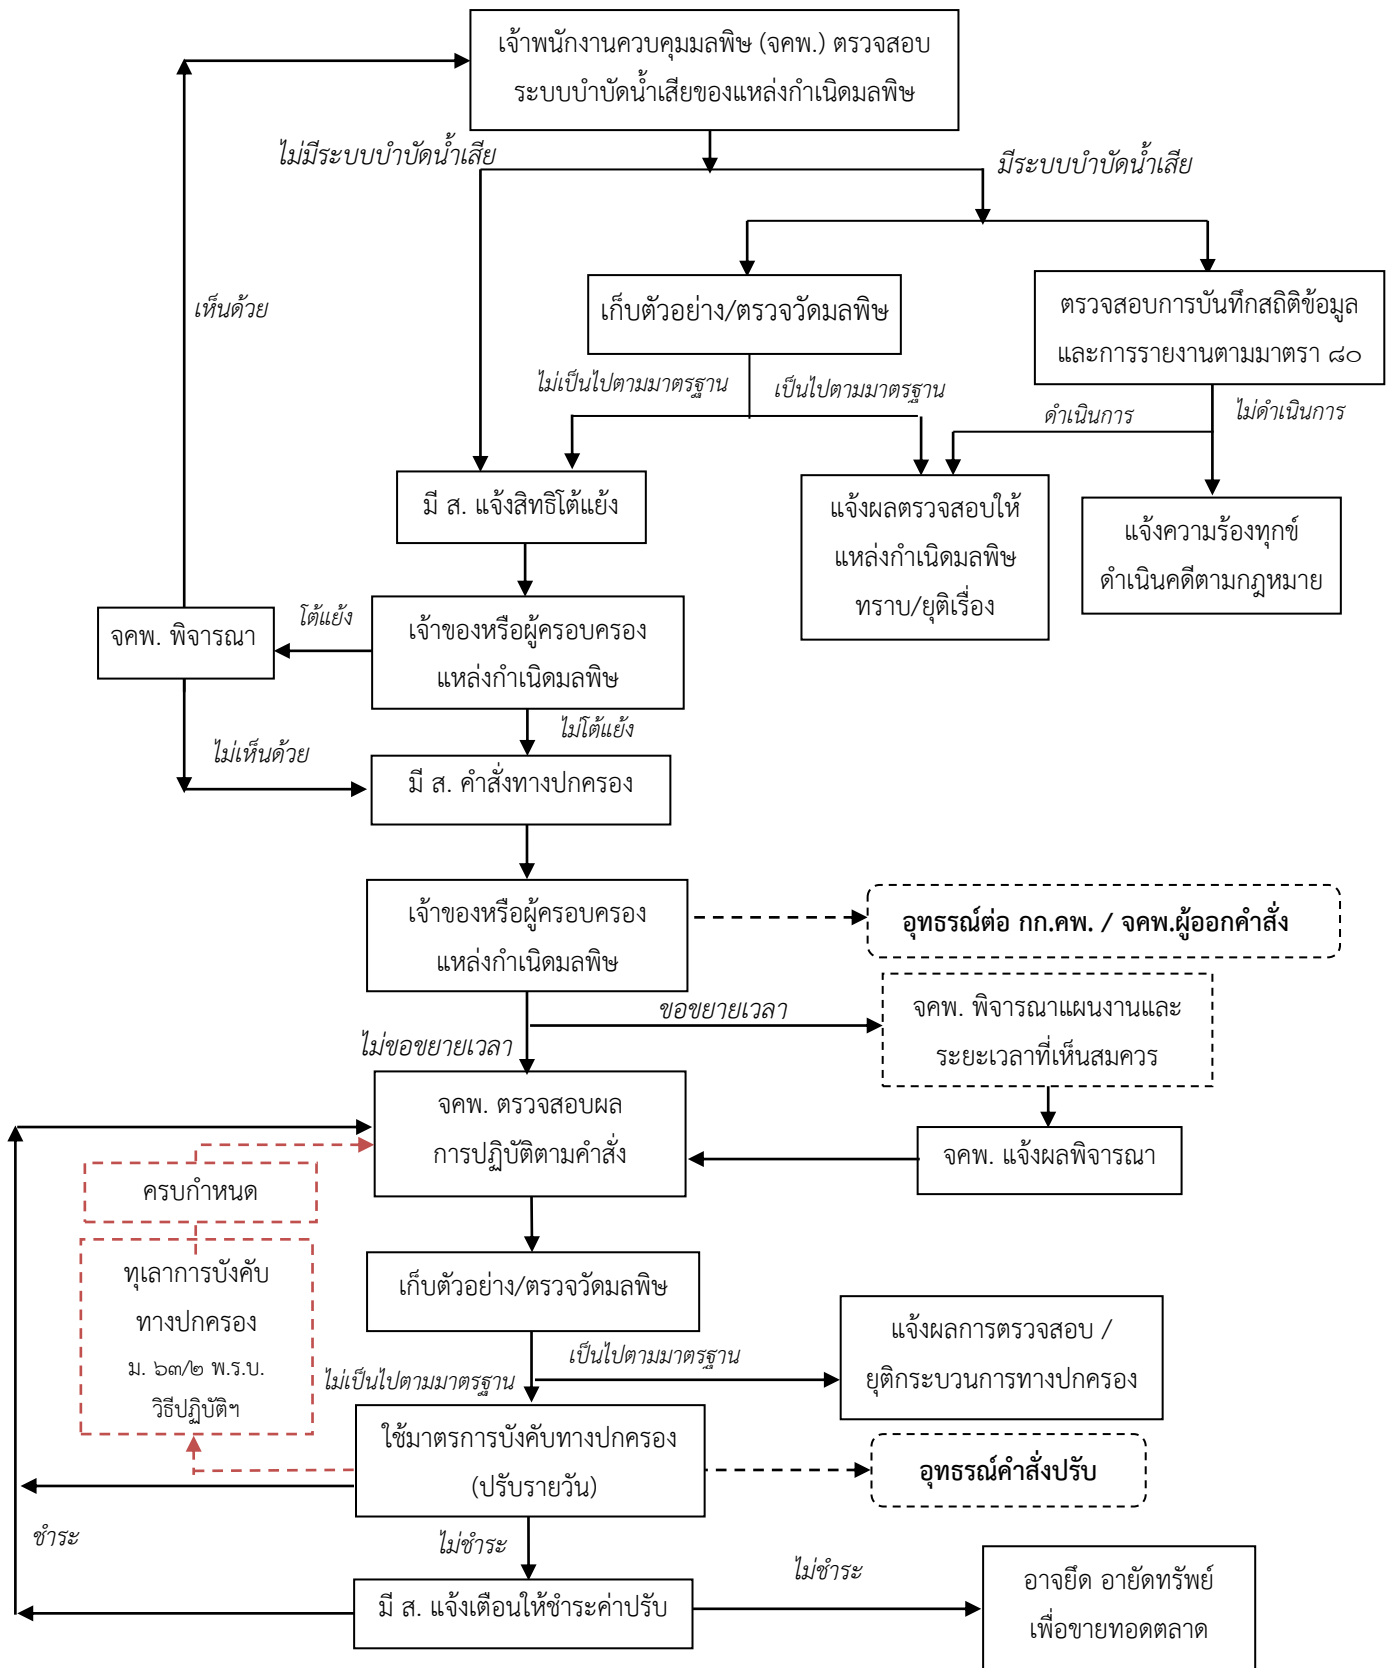 เจ้าพนักงานควบคุมมลพิษ (จคพ.) ตรวจสอบ
ระบบบำบัดน้ำเสียของแหล่งกำเนิดมลพิษ
ไม่มีระบบบำบัดน้ำเสีย
มีระบบบำบัดน้ำเสีย
เห็นด้วย
เก็บตัวอย่าง/ตรวจวัดมลพิษ
ตรวจสอบการบันทึกสถิติข้อมูล
และการรายงานตามมาตรา ๘๐
ไม่เป็นไปตามมาตรฐาน
เป็นไปตามมาตรฐาน
ดำเนินการ
ไม่ดำเนินการ
มี ส. แจ้งสิทธิโต้แย้ง
แจ้งผลตรวจสอบให้
แหล่งกำเนิดมลพิษ
ทราบ/ยุติเรื่อง
แจ้งความร้องทุกข์
ดำเนินคดีตามกฎหมาย
จคพ. พิจารณา
โต้แย้ง
เจ้าของหรือผู้ครอบครอง
แหล่งกำเนิดมลพิษ
ไม่โต้แย้ง
ไม่เห็นด้วย
มี ส. คำสั่งทางปกครอง
เจ้าของหรือผู้ครอบครอง
แหล่งกำเนิดมลพิษ
อุทธรณ์ต่อ กก.คพ. / จคพ.ผู้ออกคำสั่ง
ขอขยายเวลา
ไม่ขอขยายเวลา
จคพ. พิจารณาแผนงานและ
ระยะเวลาที่เห็นสมควร
จคพ. ตรวจสอบผล
การปฏิบัติตามคำสั่ง
จคพ. แจ้งผลพิจารณา
ครบกำหนด
ทุเลาการบังคับ
ทางปกครอง
ม. ๖๓/๒ พ.ร.บ.
วิธีปฏิบัติฯ
เก็บตัวอย่าง/ตรวจวัดมลพิษ
เป็นไปตามมาตรฐาน
ไม่เป็นไปตามมาตรฐาน
แจ้งผลการตรวจสอบ /
ยุติกระบวนการทางปกครอง
ใช้มาตรการบังคับทางปกครอง
(ปรับรายวัน)
อุทธรณ์คำสั่งปรับ
ชำระ
ไม่ชำระ
ไม่ชำระ
มี ส. แจ้งเตือนให้ชำระค่าปรับ
อาจยึด อายัดทรัพย์
เพื่อขายทอดตลาด